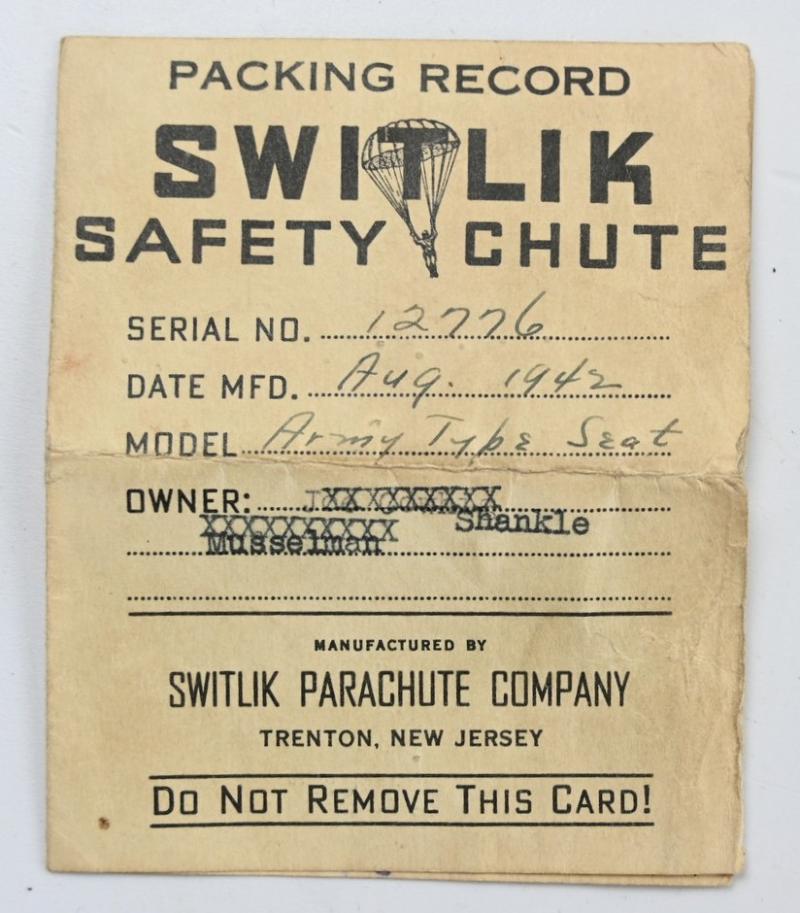 PACKING RECORD
SWITLIK
SAFETY CHUTE
SERIAL NO. 12776
DATE MFD. Aug. 1942
MODEL Army Type Seat
OWNER:
XXXXXXXXXX Shankle
Musselman
MANUFACTURED BY
SWITLIK PARACHUTE COMPANY
TRENTON, NEW JERSEY
DO NOT REMOVE THIS CARD!